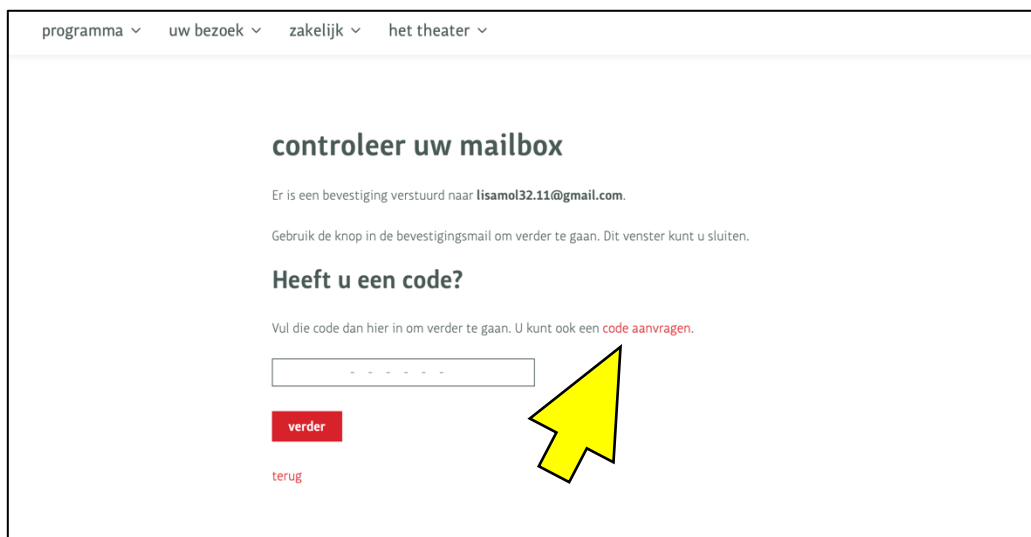 programma uw bezoek zakelijk het theater
controleer uw mailbox
Er is een bevestiging verstuurd naar lisamol32.11@gmail.com.
Gebruik de knop in de bevestigingsmail om verder te gaan. Dit venster kunt u sluiten.
Heeft u een code?
Vul die code dan hier in om verder te gaan. U kunt ook een code aanvragen.
- - - - - -
verder
terug